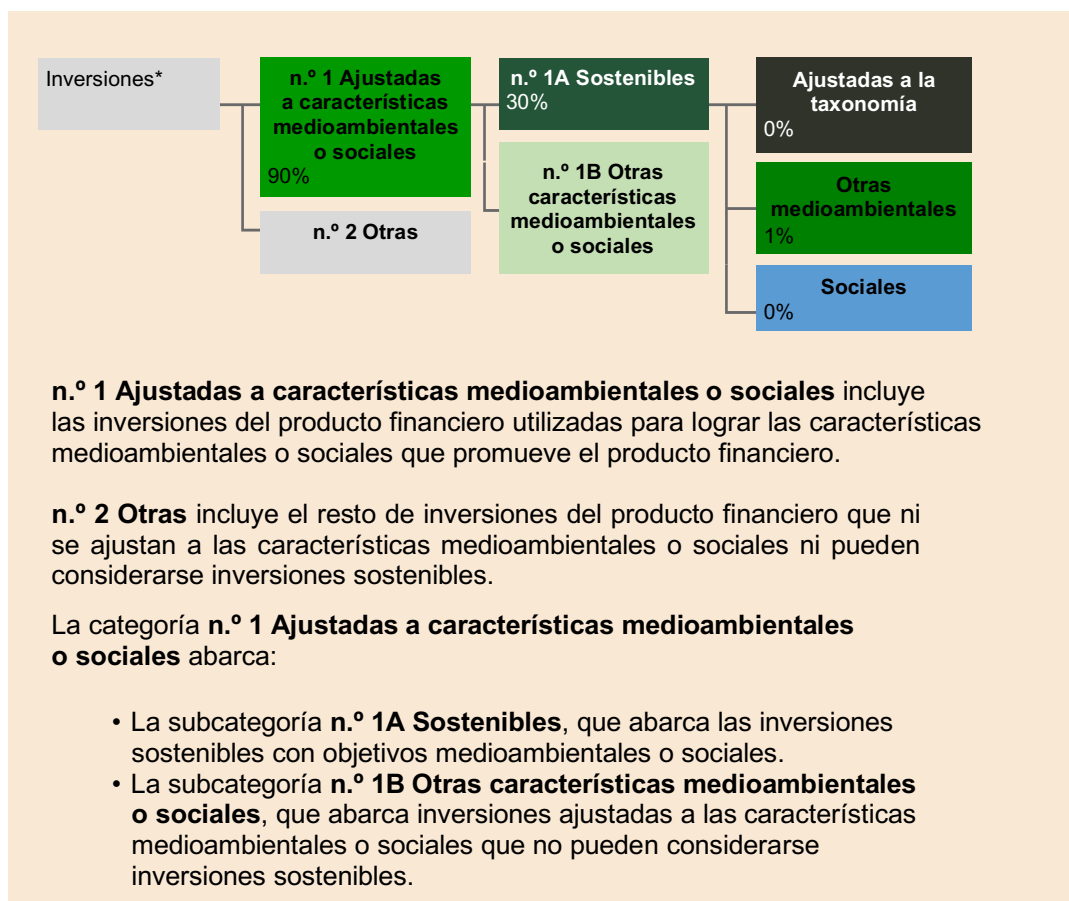 Inversiones*
n.º 1 Ajustadas
a características
medioambientales
o sociales
90%
n.º 2 Otras
n.º 1A Sostenibles
30%
n.º 1B Otras
características
medioambientales
o sociales
Ajustadas a la
taxonomía
0%
Otras
medioambientales
1%
Sociales
0%
n.º 1 Ajustadas a características medioambientales o sociales incluye
las inversiones del producto financiero utilizadas para lograr las características
medioambientales o sociales que promueve el producto financiero.
n.º 2 Otras incluye el resto de inversiones del producto financiero que ni
se ajustan a las características medioambientales o sociales ni pueden
considerarse inversiones sostenibles.
La categoría n.º 1 Ajustadas a características medioambientales
o sociales abarca:
• La subcategoría n.º 1A Sostenibles, que abarca las inversiones
sostenibles con objetivos medioambientales o sociales.
• La subcategoría n.º 1B Otras características medioambientales
o sociales, que abarca inversiones ajustadas a las características
medioambientales o sociales que no pueden considerarse
inversiones sostenibles.